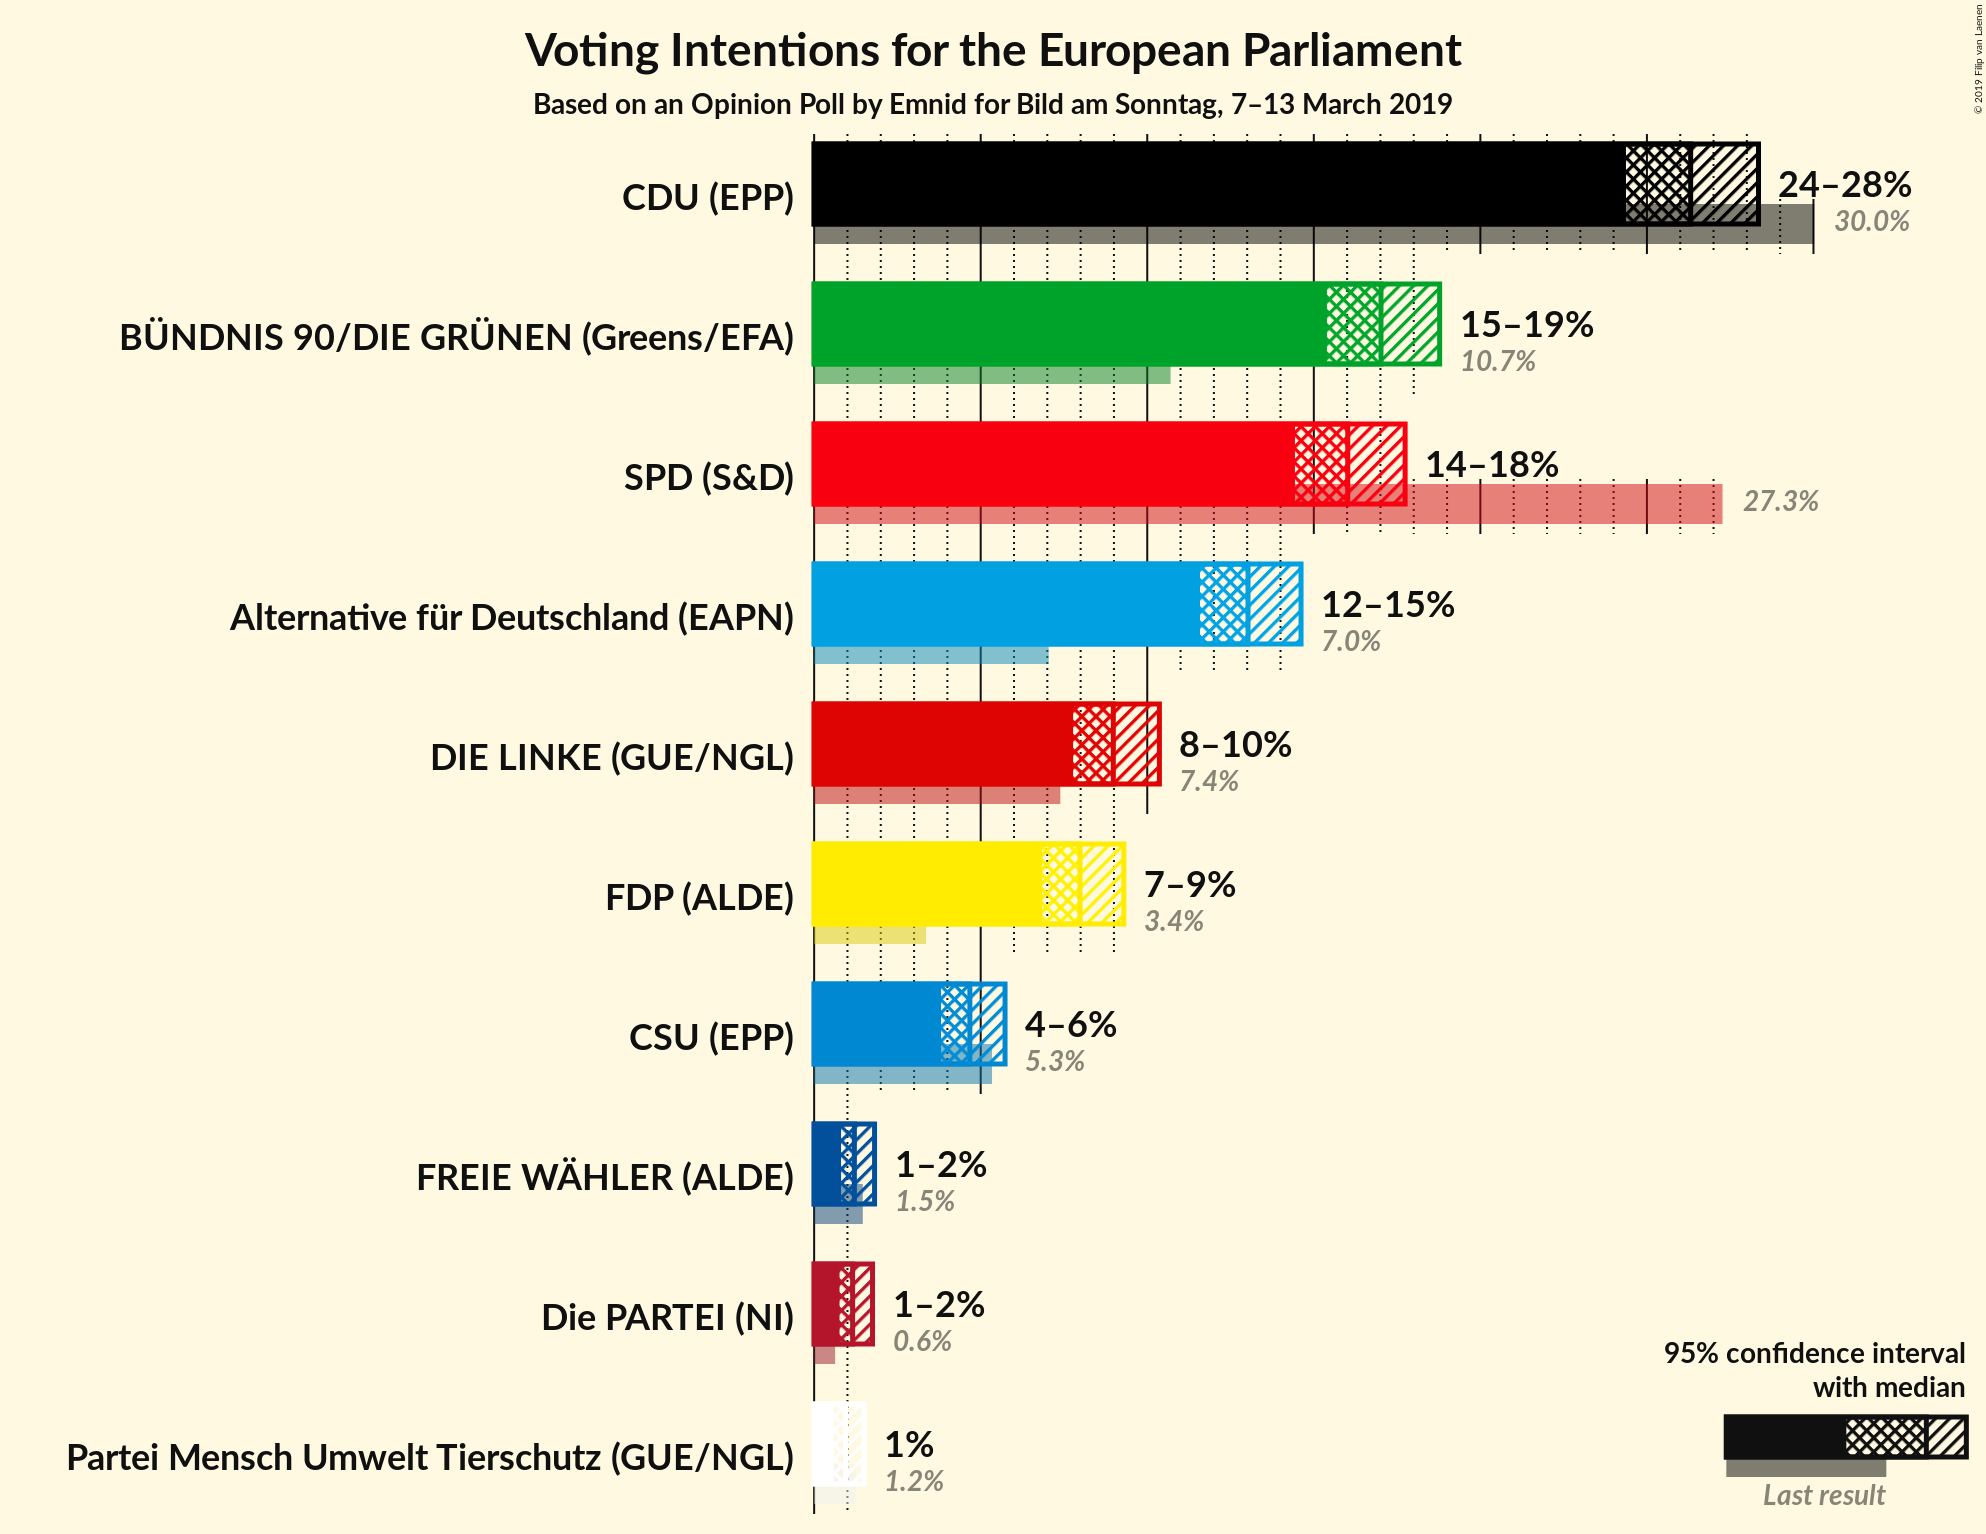 © 2019 Filip van Laenen
Voting Intentions for the European Parliament
Based on an Opinion Poll by Emnid for Bild am Sonntag, 7–13 March 2019
CDU (EPP)
24–28%
30.0%
BÜNDNIS 90/DIE GRÜNEN (Greens/EFA)
15–19%
10.7%
SPD (S&D)
14–18%
27.3%
Alternative für Deutschland (EAPN)
12–15%
7.0%
DIE LINKE (GUE/NGL)
8–10%
7.4%
FDP (ALDE)
7–9%
3.4%
CSU (EPP)
4–6%
5.3%
FREIE WÄHLER (ALDE)
1–2%
1.5%
Die PARTEI (NI)
1–2%
0.6%
Partei Mensch Umwelt Tierschutz (GUE/NGL)
1%
1.2%
95% confidence interval
with median
Last result